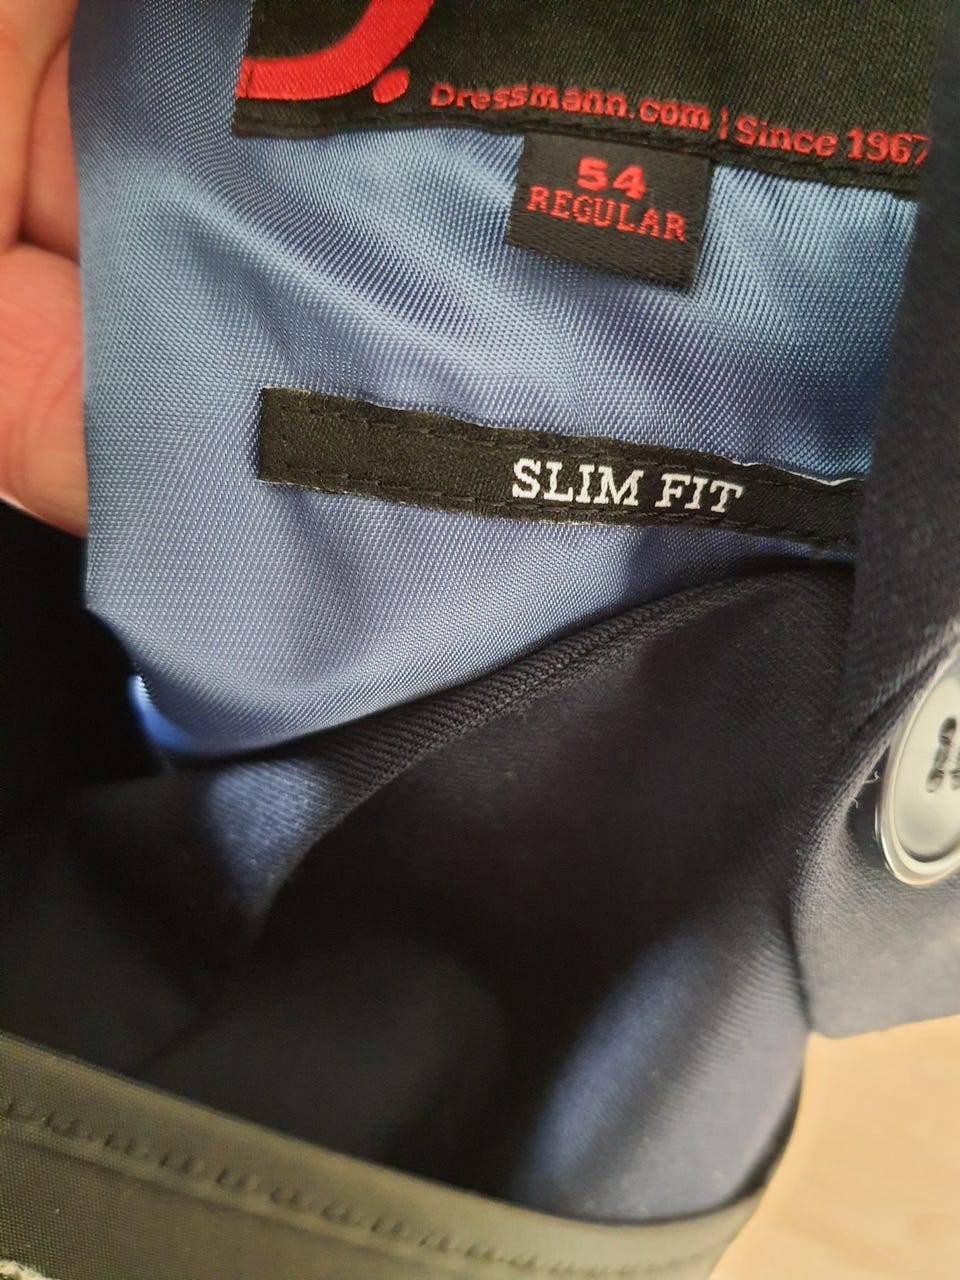 D.
Dressmann.com | Since 1967
54
REGULAR
SLIM FIT